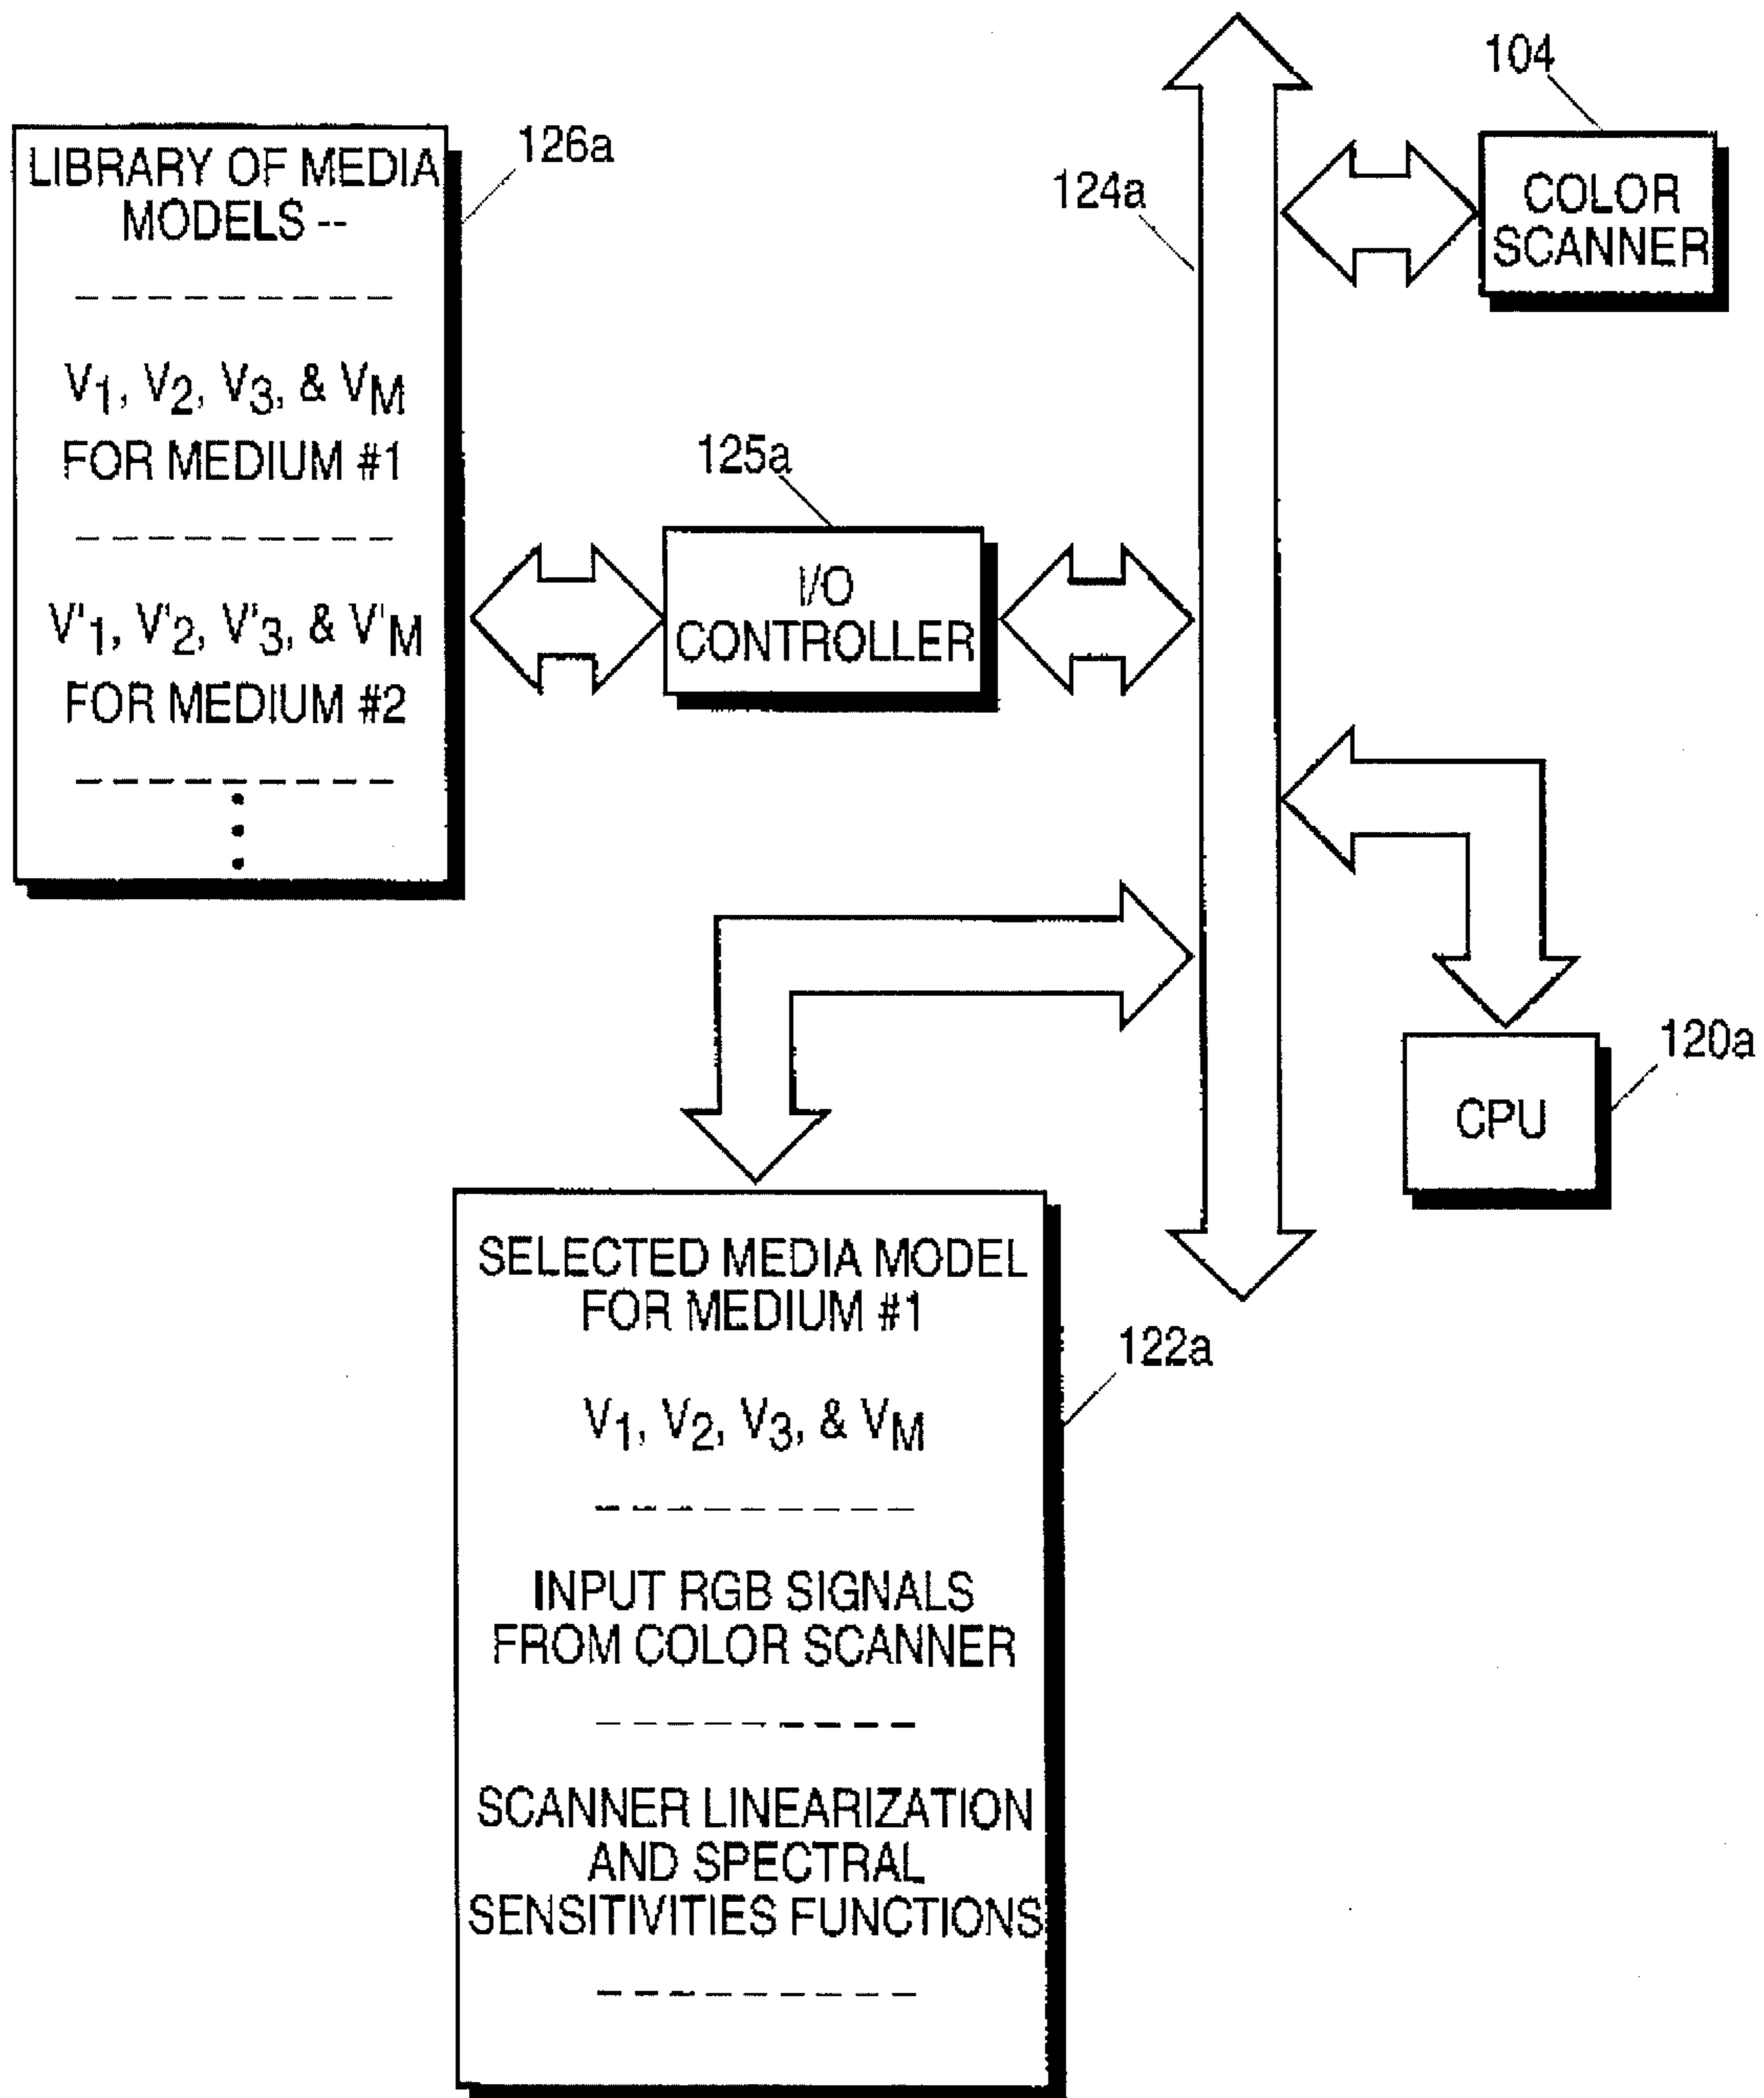 104
COLOR
SCANNER
126a
LIBRARY OF MEDIA
MODELS --
V1, V2, V3, & VM
FOR MEDIUM #1
V'1, V'2, V'3, & V'M
FOR MEDIUM #2
124a
125a
I/O
CONTROLLER
120a
CPU
122a
SELECTED MEDIA MODEL
FOR MEDIUM #1
V1, V2, V3, & VM
INPUT RGB SIGNALS
FROM COLOR SCANNER
SCANNER LINEARIZATION
AND SPECTRAL
SENSITIVITIES FUNCTIONS